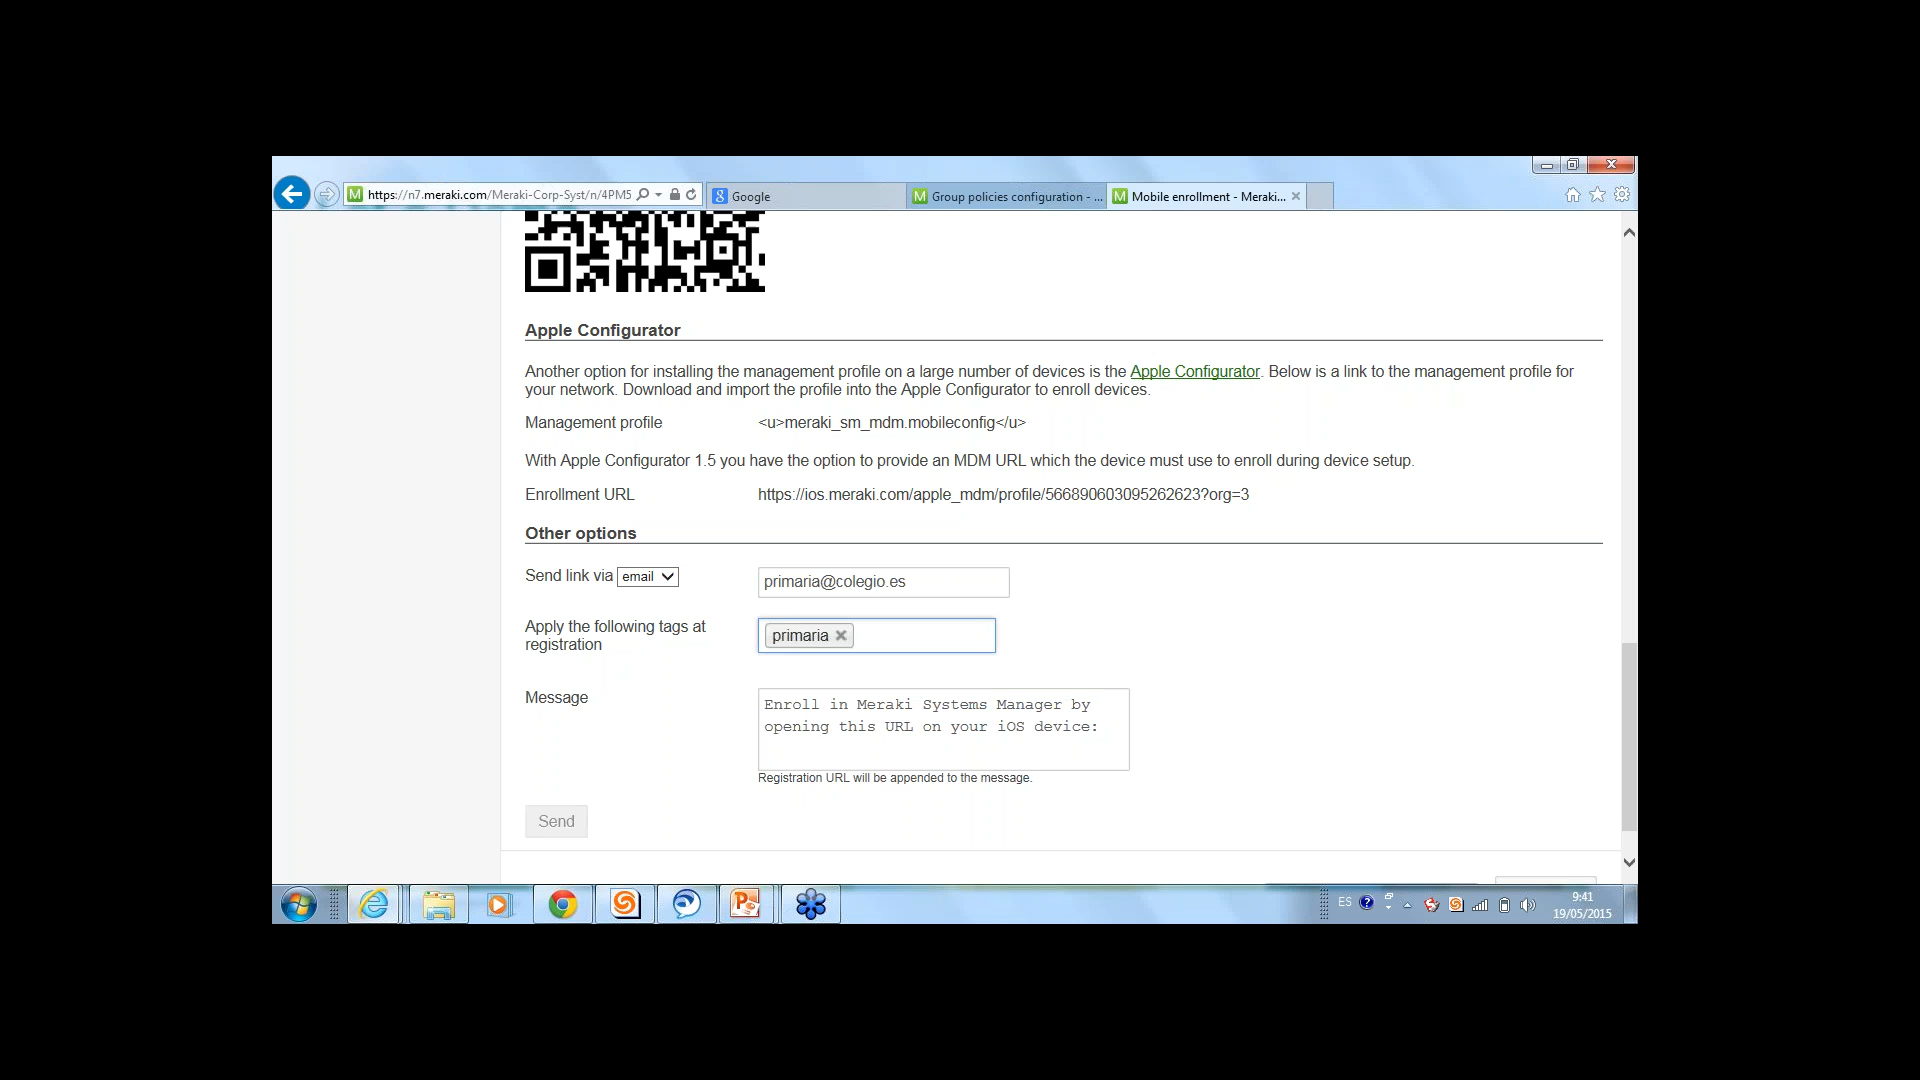 https://n7.meraki.com/Meraki-Corp-Syst/n/4PM5
Google
Group policies configuration - ...
Mobile enrollment - Meraki...
Apple Configurator
Another option for installing the management profile on a large number of devices is the Apple Configurator. Below is a link to the management profile for
your network. Download and import the profile into the Apple Configurator to enroll devices.
Management profile <u>meraki_sm_mdm.mobileconfig</u>
With Apple Configurator 1.5 you have the option to provide an MDM URL which the device must use to enroll during device setup.
Enrollment URL https://ios.meraki.com/apple_mdm/profile/566890603095262623?org=3
Other options
Send link via email primaria@colegio.es
Apply the following tags at
registration
primaria
Message
Enroll in Meraki Systems Manager by
opening this URL on your iOS device:
Registration URL will be appended to the message.
Send
ES
9:41
19/05/2015